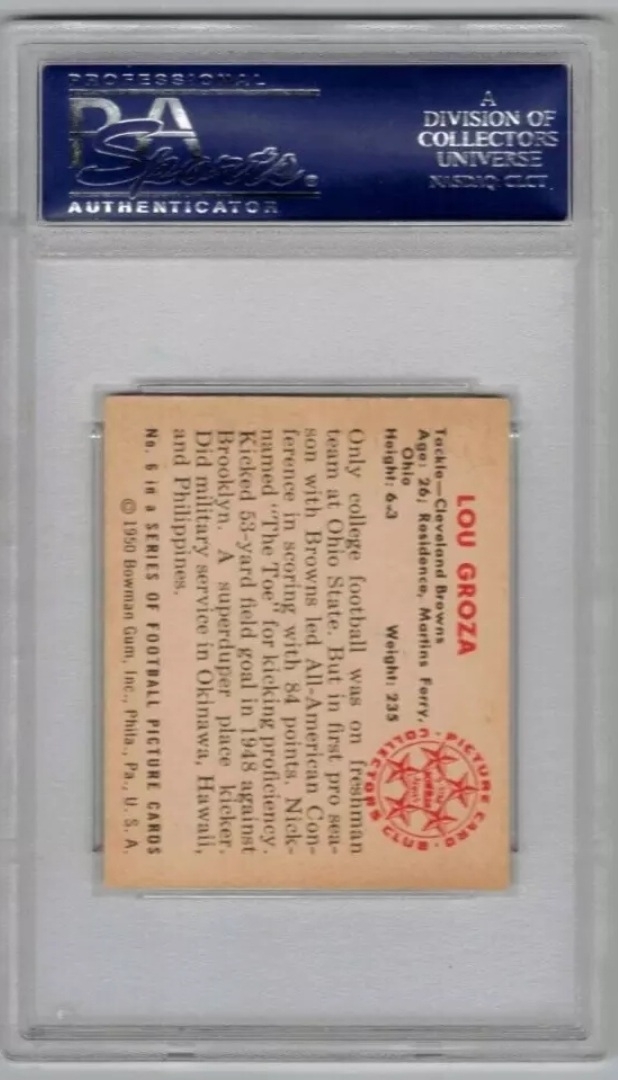 PROFESSIONAL
PSA
Sports
AUTHENTICATOR
A
DIVISION OF
COLLECTORS
UNIVERSE
NASDAQ: CLCT
LOU GROZA
Tackle—Cleveland Browns
Age: 26; Residence, Martins Ferry,
Ohio
Height: 6-3 Weight: 235
PICTURE CARD
COLLECTORS CLUB
Only college football was on freshman
team at Ohio State. But in first pro sea-
son with Browns led All-American Con-
ference in scoring with 84 points. Nick-
named "The Toe" for kicking proficiency.
Kicked 53-yard field goal in 1948 against
Brooklyn. A superduper place kicker.
Did military service in Okinawa, Hawaii,
and Philippines.
No. 6 in a SERIES OF FOOTBALL PICTURE CARDS
© 1950 Bowman Gum, Inc., Phila., Pa., U. S. A.